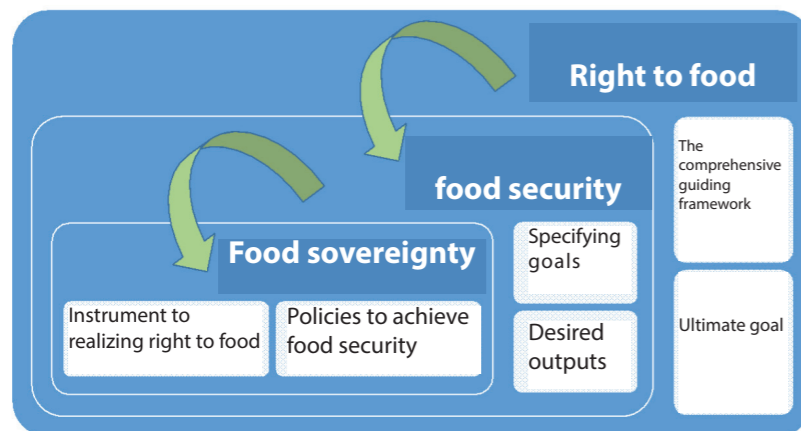 Right to food
The
comprehensive
guiding
framework
Ultimate goal
food security
Specifying
goals
Desired
outputs
Food sovereignty
Instrument to
realizing right to food
Policies to achieve
food security